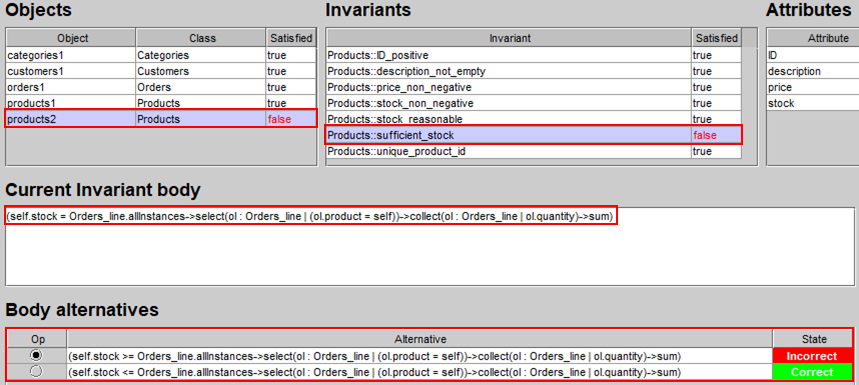 Objects Invariants Attributes
Object Class Satisfied Invariant Satisfied Attribute
categories1 Categories true Products::ID_positive true ID
customers1 Customers true Products::description_not_empty true description
orders1 Orders true Products::price_non_negative true price
products1 Products true Products::stock_non_negative true stock
products2 Products false Products::stock_reasonable true
Products::sufficient_stock false
Products::unique_product_id true
Current Invariant body
(self.stock = Orders_line.allInstances->select(ol : Orders_line | (ol.product = self))->collect(ol : Orders_line | ol.quantity)->sum)
Body alternatives
Op Alternative State
(self.stock >= Orders_line.allInstances->select(ol : Orders_line | (ol.product = self))->collect(ol : Orders_line | ol.quantity)->sum) Incorrect
(self.stock <= Orders_line.allInstances->select(ol : Orders_line | (ol.product = self))->collect(ol : Orders_line | ol.quantity)->sum) Correct